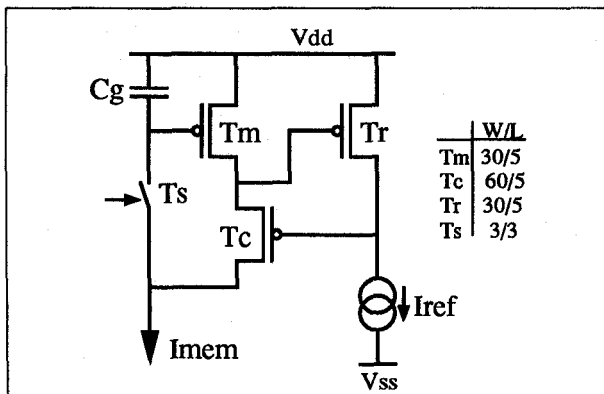 Vdd
Cg
Tm
Tr
Ts
Tc
Iref
Imem
Vss
W/L
Tm 30/5
Tc 60/5
Tr 30/5
Ts 3/3